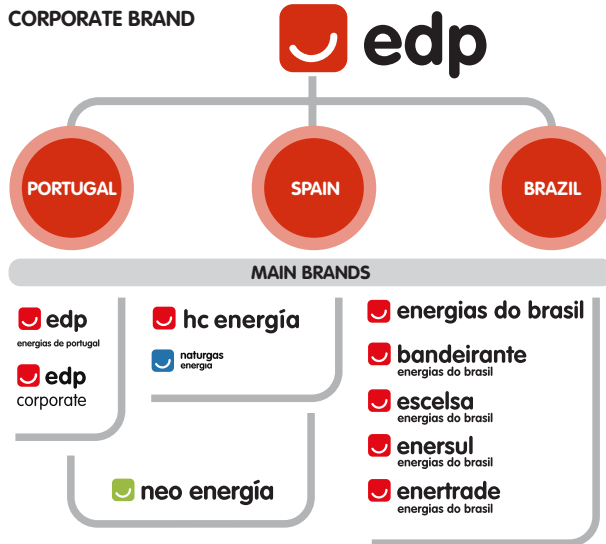 CORPORATE BRAND
edp
PORTUGAL
SPAIN
BRAZIL
MAIN BRANDS
edp
energias de portugal
edp
corporate
hc energía
naturgas
energia
neo energía
energias do brasil
bandeirante
energias do brasil
escelsa
energias do brasil
enersul
energias do brasil
enertrade
energias do brasil